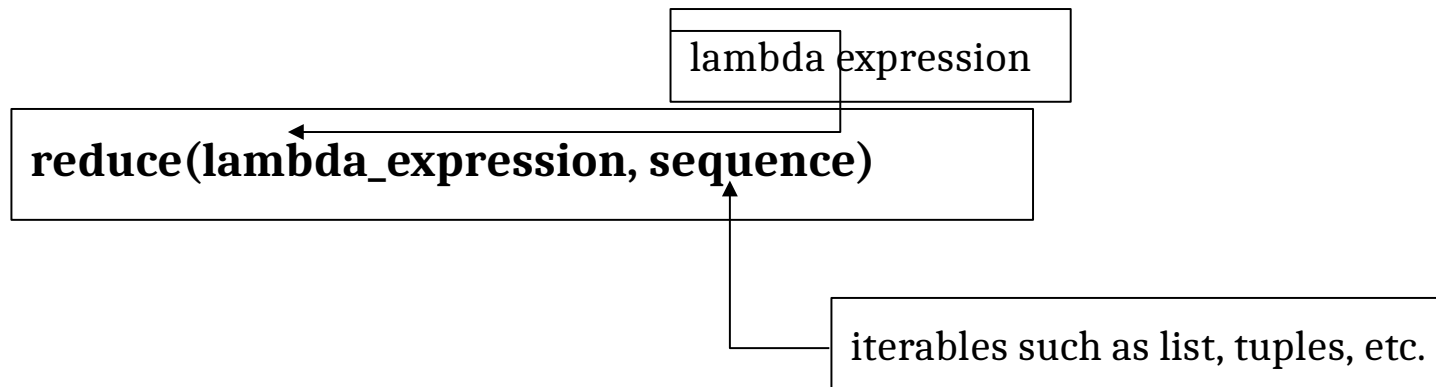 lambda expression
reduce(lambda_expression, sequence)
iterables such as list, tuples, etc.